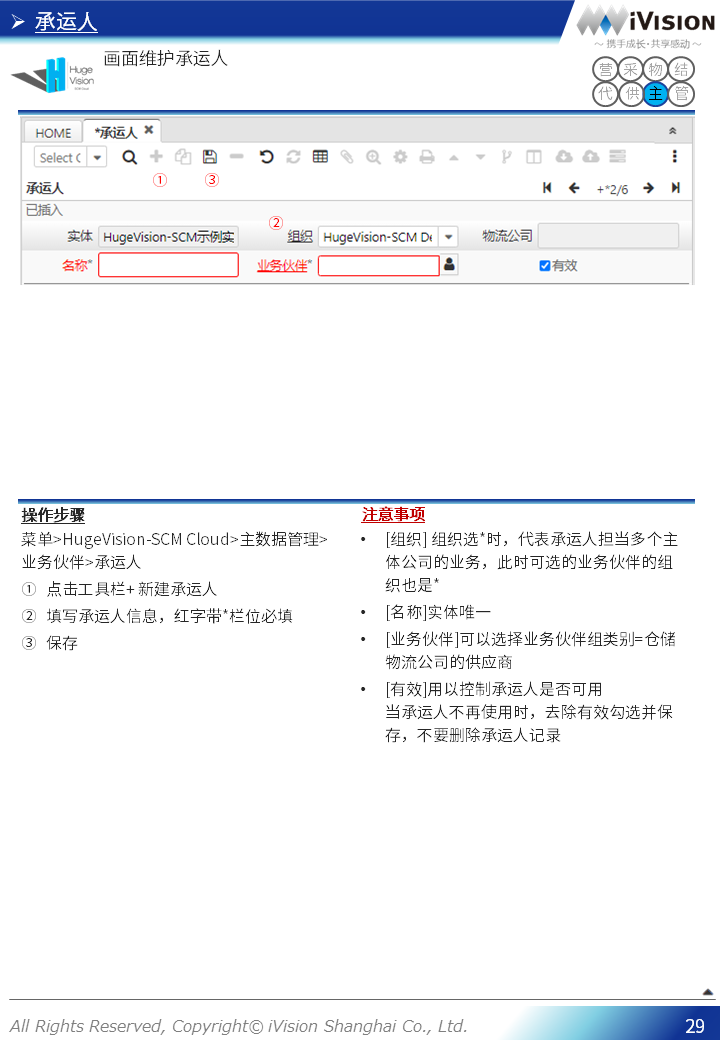 ➢ 承运人
iVISION
～ 携手成长·共享感动 ～
Huge
Vision
画面维护承运人
营 采 物 结
代 供 主 管
HOME
*承运人
Select C
①
③
承运人
+*2/6
已插入
②
实体 HugeVision-SCM示例实 组织 HugeVision-SCM De 物流公司
名称* 业务伙伴* 有效
操作步骤
菜单>HugeVision-SCM Cloud>主数据管理>
业务伙伴>承运人
① 点击工具栏+ 新建承运人
② 填写承运人信息，红字带*栏位必填
③ 保存
注意事项
• [组织] 组织选*时，代表承运人担当多个主
体公司的业务，此时可选的业务伙伴的组
织也是*
• [名称]实体唯一
• [业务伙伴]可以选择业务伙伴组类别=仓储
物流公司的供应商
• [有效]用以控制承运人是否可用
当承运人不再使用时，去除有效勾选并保
存，不要删除承运人记录
All Rights Reserved, Copyright© iVision Shanghai Co., Ltd.
29